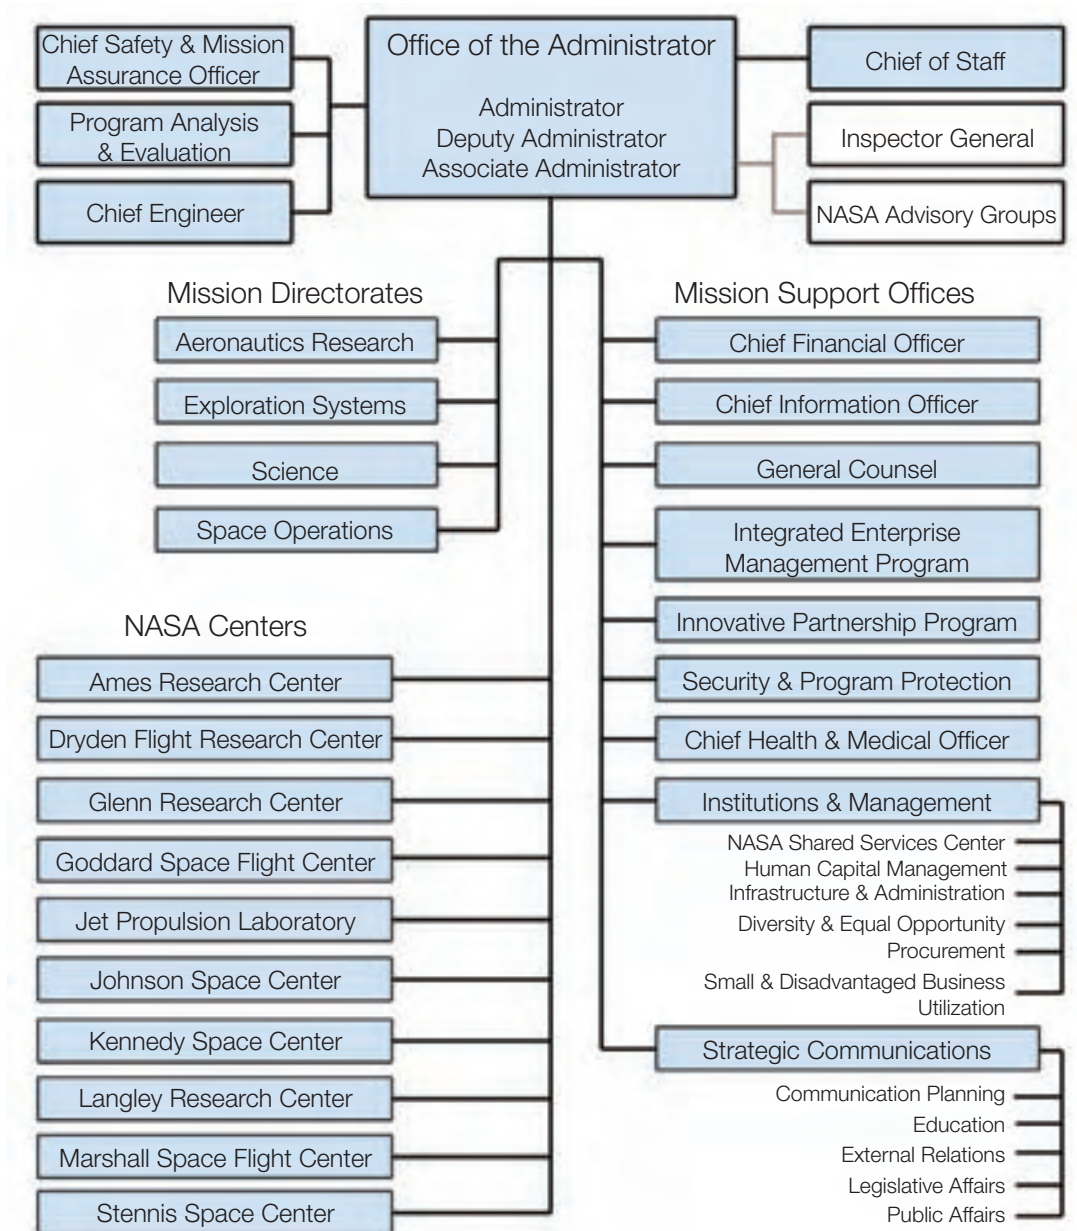 Chief Safety & Mission
Assurance Officer
Program Analysis
& Evaluation
Chief Engineer
Office of the Administrator
Administrator
Deputy Administrator
Associate Administrator
Chief of Staff
Inspector General
NASA Advisory Groups
Mission Directorates
Aeronautics Research
Exploration Systems
Science
Space Operations
NASA Centers
Ames Research Center
Dryden Flight Research Center
Glenn Research Center
Goddard Space Flight Center
Jet Propulsion Laboratory
Johnson Space Center
Kennedy Space Center
Langley Research Center
Marshall Space Flight Center
Stennis Space Center
Mission Support Offices
Chief Financial Officer
Chief Information Officer
General Counsel
Integrated Enterprise
Management Program
Innovative Partnership Program
Security & Program Protection
Chief Health & Medical Officer
Institutions & Management
NASA Shared Services Center
Human Capital Management
Infrastructure & Administration
Diversity & Equal Opportunity
Procurement
Small & Disadvantaged Business
Utilization
Strategic Communications
Communication Planning
Education
External Relations
Legislative Affairs
Public Affairs